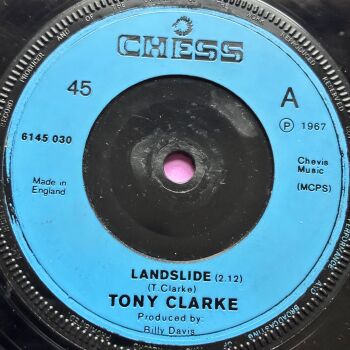 CHESS
45
A
6145 030
Ⓟ 1967
Made in
England
Chevis
Music
(MCPS)
LANDSLIDE (2.12)
(T.Clarke)
TONY CLARKE
Produced by:
Billy Davis